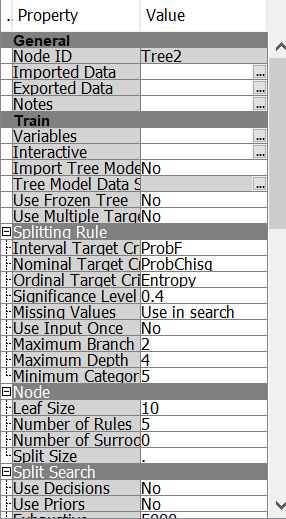 . Property Value
General
Node ID Tree2
Imported Data ...
Exported Data ...
Notes ...
Train
Variables ...
Interactive ...
Import Tree Mode No
Tree Model Data S ...
Use Frozen Tree No
Use Multiple Targe No
Splitting Rule
Interval Target Cri ProbF
Nominal Target C ProbChisq
Ordinal Target Crit Entropy
Significance Level 0.4
Missing Values Use in search
Use Input Once No
Maximum Branch 2
Maximum Depth 4
Minimum Categor 5
Node
Leaf Size 10
Number of Rules 5
Number of Surrog 0
Split Size .
Split Search
Use Decisions No
Use Priors No
Exhaustive 5000